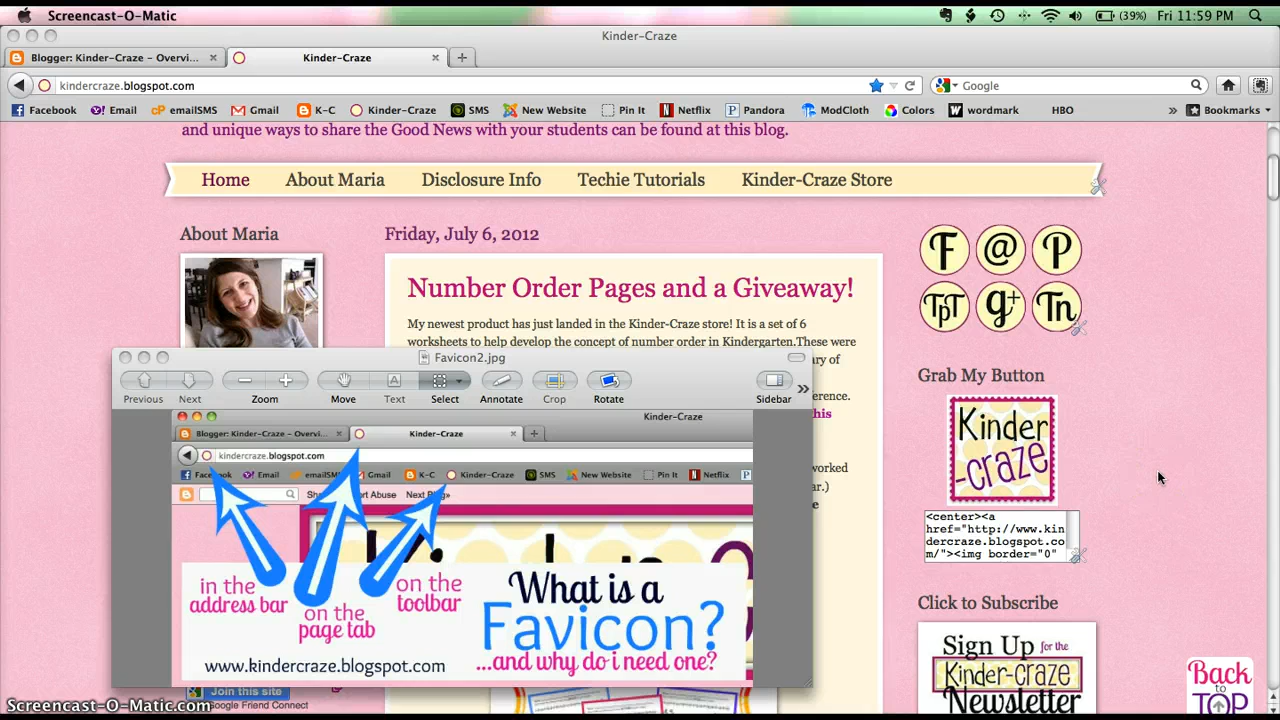 Screencast-O-Matic (39%) Fri 11:59 PM
Kinder-Craze
Blogger: Kinder-Craze – Overvi... Kinder-Craze
kindercraze.blogspot.com Google
Facebook Email emailSMS Gmail K-C Kinder-Craze SMS New Website Pin It Netflix Pandora ModCloth Colors wordmark HBO » Bookmarks
and unique ways to share the Good News with your students can be found at this blog.
Home About Maria Disclosure Info Techie Tutorials Kinder-Craze Store
About Maria
Friday, July 6, 2012
Number Order Pages and a Giveaway!
My newest product has just landed in the Kinder-Craze store! It is a set of 6
worksheets to help develop the concept of number order in Kindergarten.These were
ry of
erence.
this
worked
ar.)
e
F @ P
TpT g+ Tn
Grab My Button
Kinder
-craze
<center><a
href="http://www.kin
dercraze.blogspot.co
m/"><img border="0"
Click to Subscribe
Sign Up for the
Kinder-craze
Newsletter
Back
to
TOP
Favicon2.jpg
Previous Next Zoom Move Text Select Annotate Crop Rotate Sidebar »
Kinder-Craze
Blogger: Kinder-Craze – Overvi... Kinder-Craze
kindercraze.blogspot.com
Facebook Email emailSMS Gmail K-C Kinder-Craze SMS New Website Pin It Netflix
Sha ort Abuse Next Blog»
in the
address bar
on the
page tab
on the
toolbar
What is a
Favicon?
...and why do i need one?
www.kindercraze.blogspot.com
Join this site
Google Friend Connect
Screencast-O-Matic.com